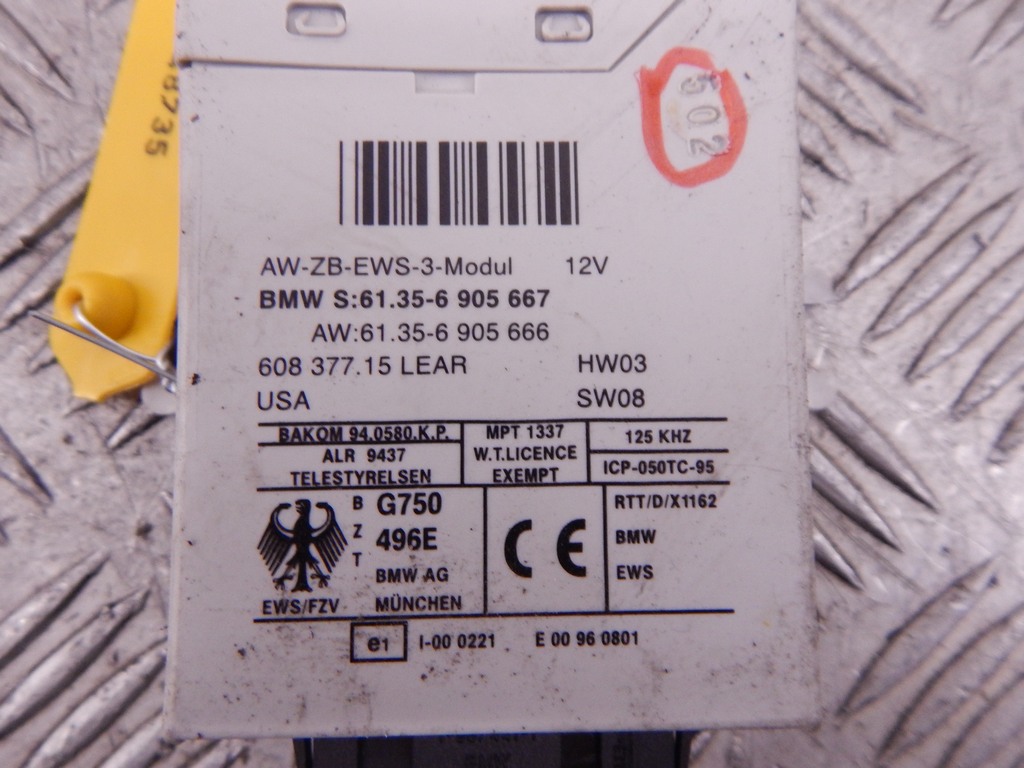 48735
502
AW-ZB-EWS-3-Modul 12V
BMW S:61.35-6 905 667
AW:61.35-6 905 666
608 377.15 LEAR HW03
USA SW08
BAKOM 94.0580.K.P.
ALR 9437
TELESTYRELSEN
MPT 1337
W.T.LICENCE
EXEMPT
125 KHZ
ICP-050TC-95
BZT
G750
496E
BMW AG
MÜNCHEN
EWS/FZV
CE
RTT/D/X1162
BMW
EWS
e1 I-00 0221 E 00 96 0801